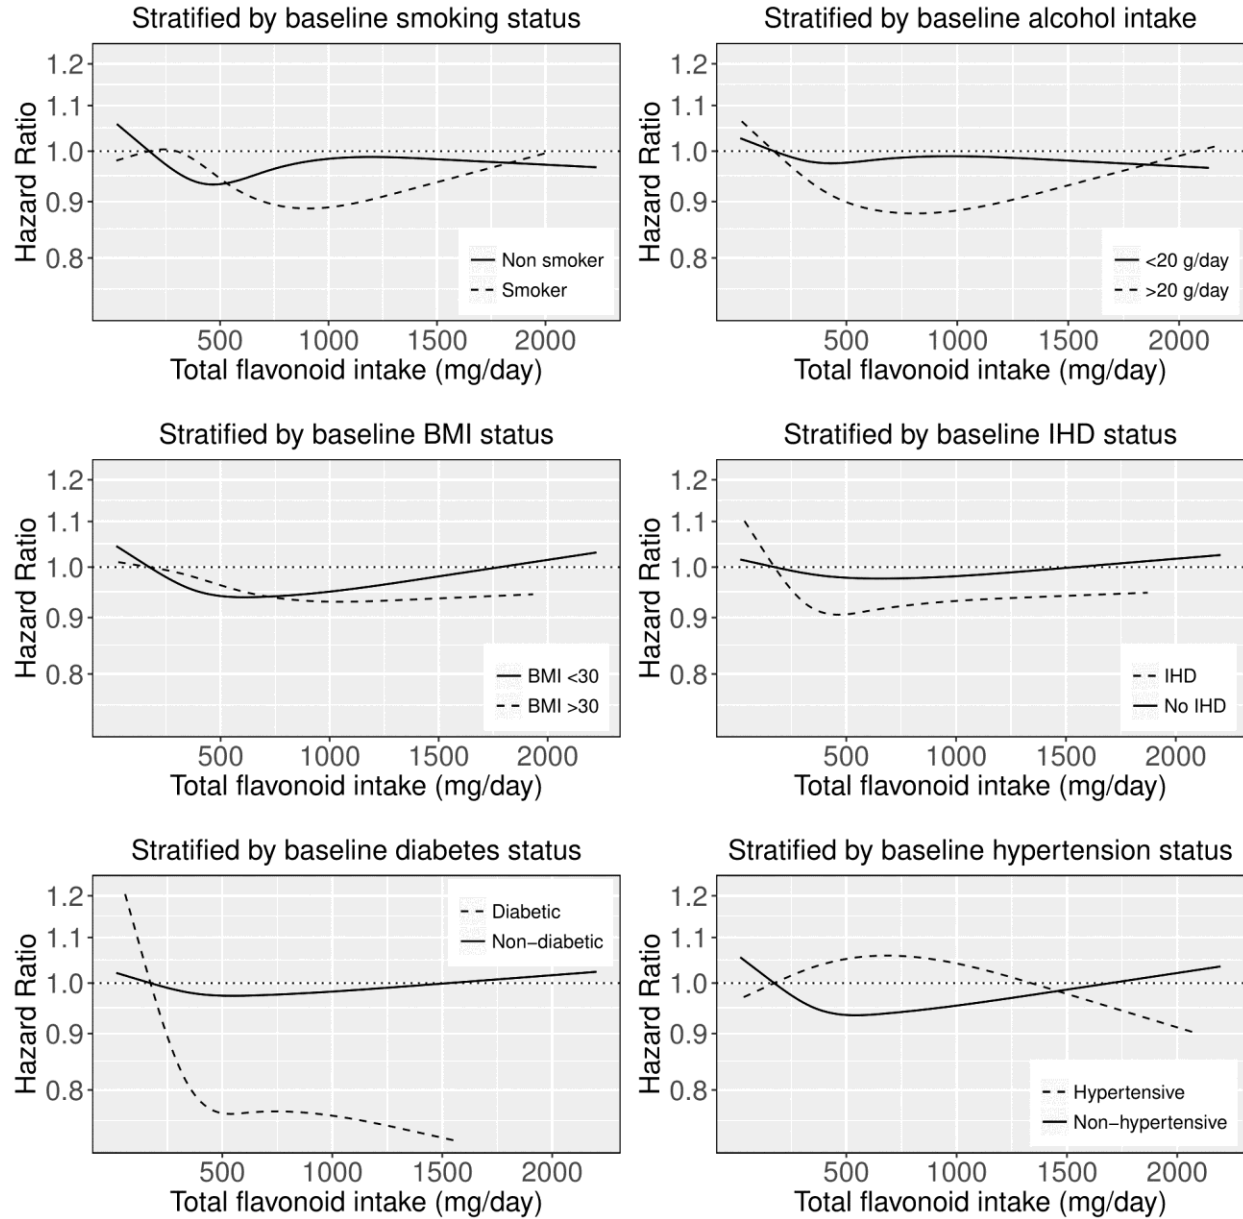 Stratified by baseline smoking status
Hazard Ratio
1.2
1.1
1.0
0.9
0.8
Non smoker
Smoker
500 1000 1500 2000
Total flavonoid intake (mg/day)
Stratified by baseline alcohol intake
Hazard Ratio
1.2
1.1
1.0
0.9
0.8
<20 g/day
>20 g/day
500 1000 1500 2000
Total flavonoid intake (mg/day)
Stratified by baseline BMI status
Hazard Ratio
1.2
1.1
1.0
0.9
0.8
BMI <30
BMI >30
500 1000 1500 2000
Total flavonoid intake (mg/day)
Stratified by baseline IHD status
Hazard Ratio
1.2
1.1
1.0
0.9
0.8
IHD
No IHD
500 1000 1500 2000
Total flavonoid intake (mg/day)
Stratified by baseline diabetes status
Hazard Ratio
1.2
1.1
1.0
0.9
0.8
Diabetic
Non-diabetic
500 1000 1500 2000
Total flavonoid intake (mg/day)
Stratified by baseline hypertension status
Hazard Ratio
1.2
1.1
1.0
0.9
0.8
Hypertensive
Non-hypertensive
500 1000 1500 2000
Total flavonoid intake (mg/day)